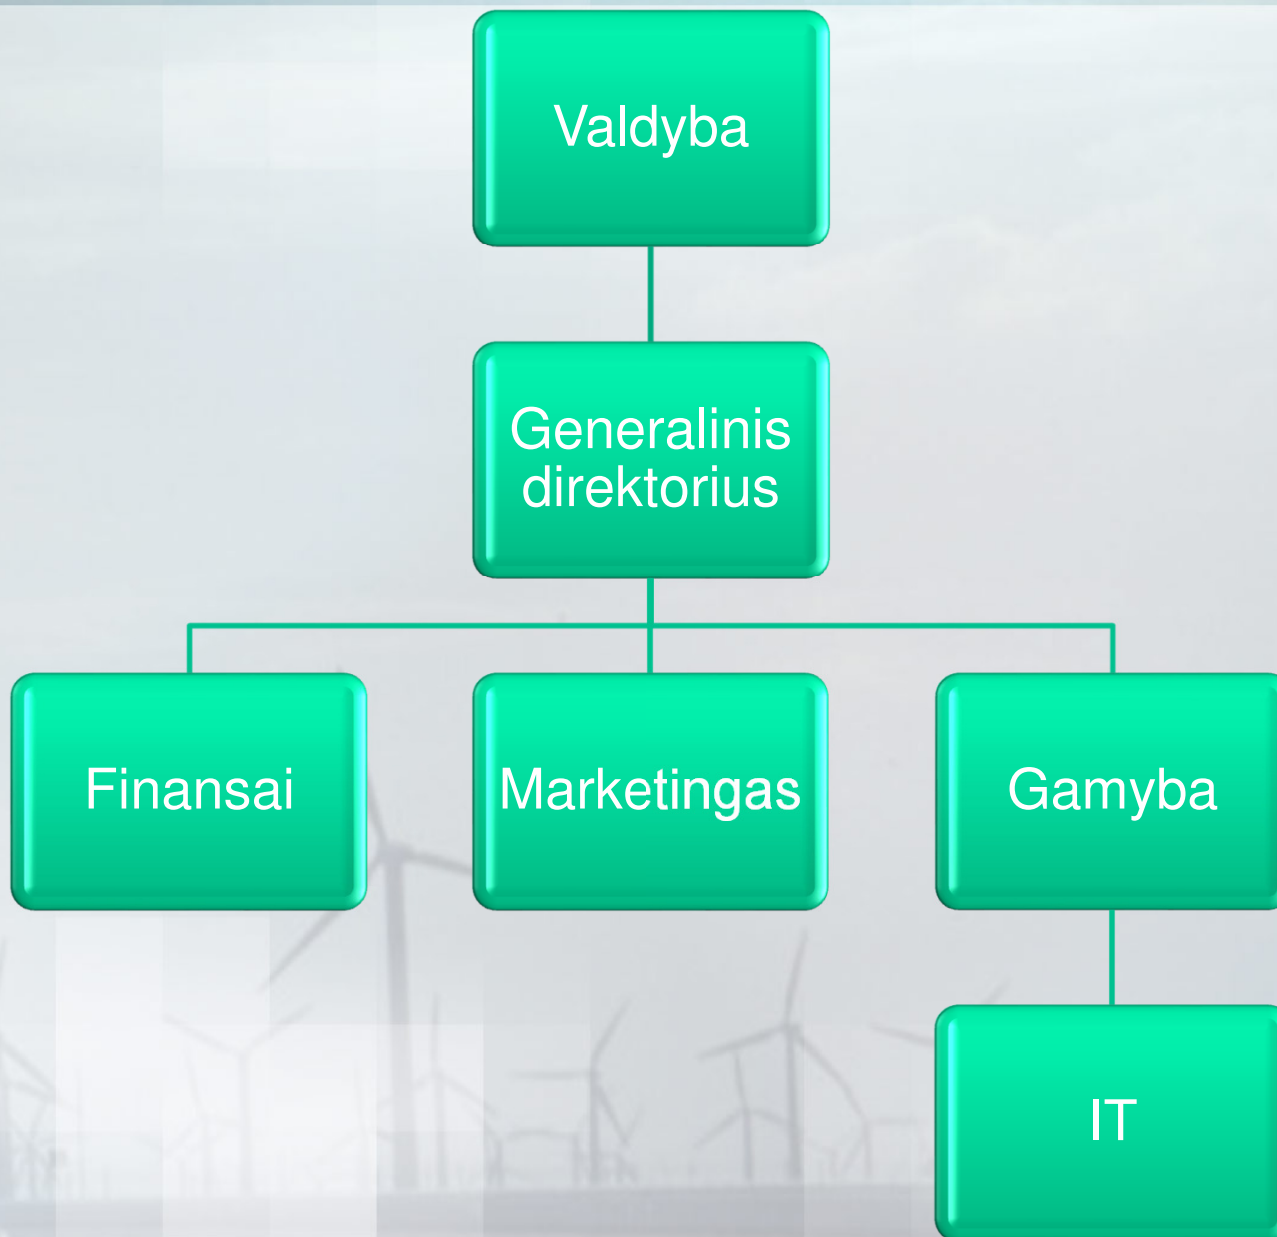 Valdyba
Generalinis
direktorius
Finansai
Marketingas
Gamyba
IT